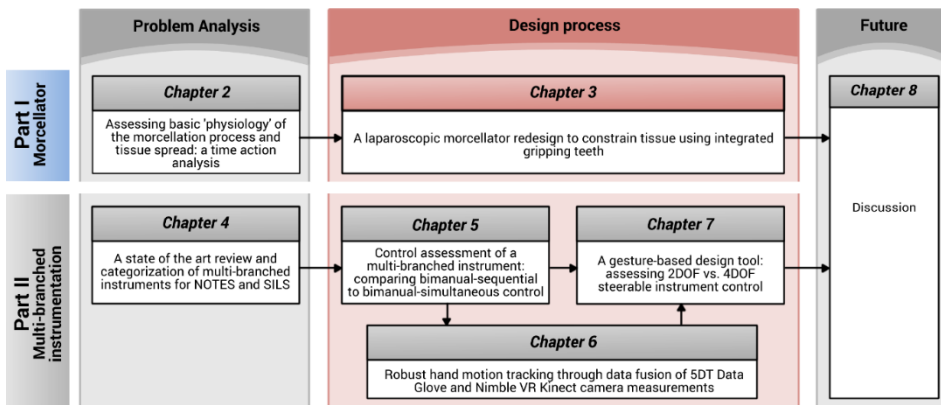 Problem Analysis
Design process
Future
Part I
Morcellator
Chapter 2
Assessing basic 'physiology' of
the morcellation process and
tissue spread: a time action
analysis
Chapter 3
A laparoscopic morcellator redesign to constrain tissue using integrated
gripping teeth
Chapter 8
Discussion
Part II
Multi-branched
instrumentation
Chapter 4
A state of the art review and
categorization of multi-branched
instruments for NOTES and SILS
Chapter 5
Control assessment of a
multi-branched instrument:
comparing bimanual-sequential
to bimanual-simultaneous control
Chapter 7
A gesture-based design tool:
assessing 2DOF vs. 4DOF
steerable instrument control
Chapter 6
Robust hand motion tracking through data fusion of 5DT Data
Glove and Nimble VR Kinect camera measurements